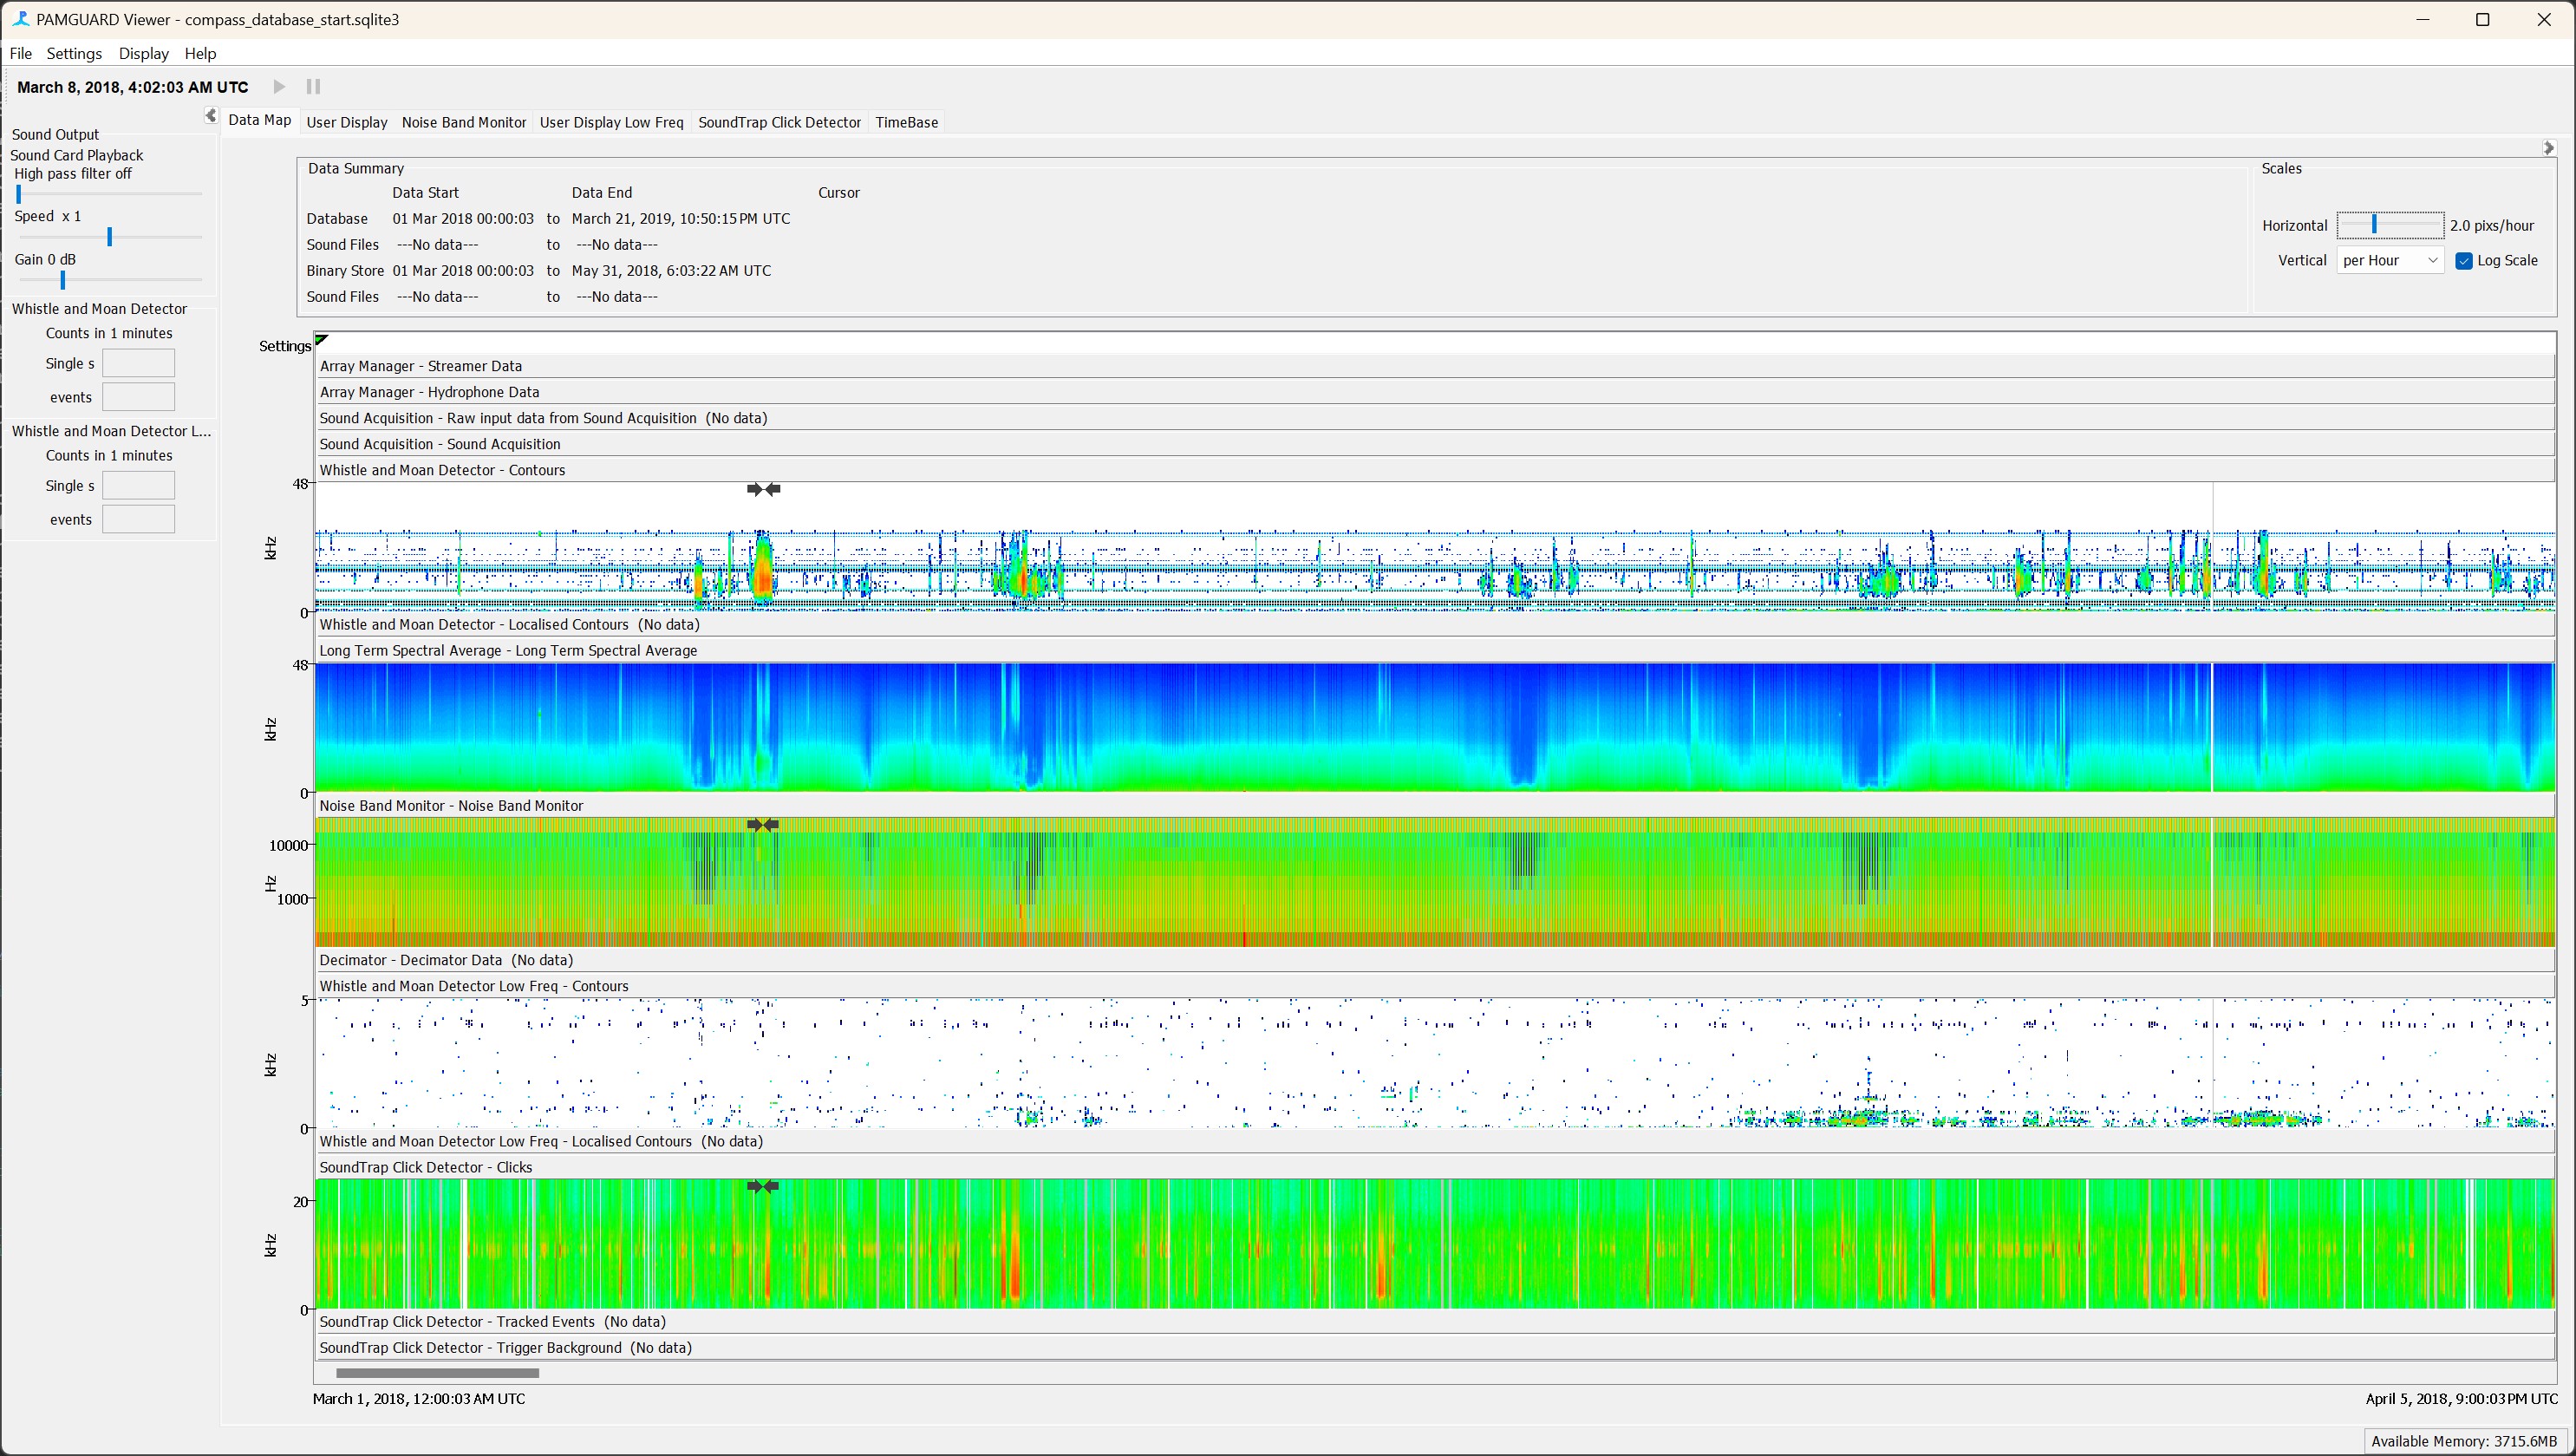 PAMGUARD Viewer - compass_database_start.sqlite3
File Settings Display Help
March 8, 2018, 4:02:03 AM UTC
Data Map User Display Noise Band Monitor User Display Low Freq SoundTrap Click Detector TimeBase
Sound Output
Sound Card Playback
High pass filter off
Speed x 1
Gain 0 dB
Whistle and Moan Detector
Counts in 1 minutes
Single s
events
Whistle and Moan Detector L...
Counts in 1 minutes
Single s
events
Data Summary
Data Start Data End Cursor
Database 01 Mar 2018 00:00:03 to March 21, 2019, 10:50:15 PM UTC
Sound Files ---No data--- to ---No data---
Binary Store 01 Mar 2018 00:00:03 to May 31, 2018, 6:03:22 AM UTC
Sound Files ---No data--- to ---No data---
Scales
Horizontal 2.0 pixs/hour
Vertical per Hour Log Scale
Settings
Array Manager - Streamer Data
Array Manager - Hydrophone Data
Sound Acquisition - Raw input data from Sound Acquisition (No data)
Sound Acquisition - Sound Acquisition
Whistle and Moan Detector - Contours
48
kHz
0
Whistle and Moan Detector - Localised Contours (No data)
Long Term Spectral Average - Long Term Spectral Average
48
kHz
0
Noise Band Monitor - Noise Band Monitor
10000
Hz
1000
Decimator - Decimator Data (No data)
Whistle and Moan Detector Low Freq - Contours
5
kHz
0
Whistle and Moan Detector Low Freq - Localised Contours (No data)
SoundTrap Click Detector - Clicks
20
kHz
0
SoundTrap Click Detector - Tracked Events (No data)
SoundTrap Click Detector - Trigger Background (No data)
March 1, 2018, 12:00:03 AM UTC
April 5, 2018, 9:00:03 PM UTC
Available Memory: 3715.6MB